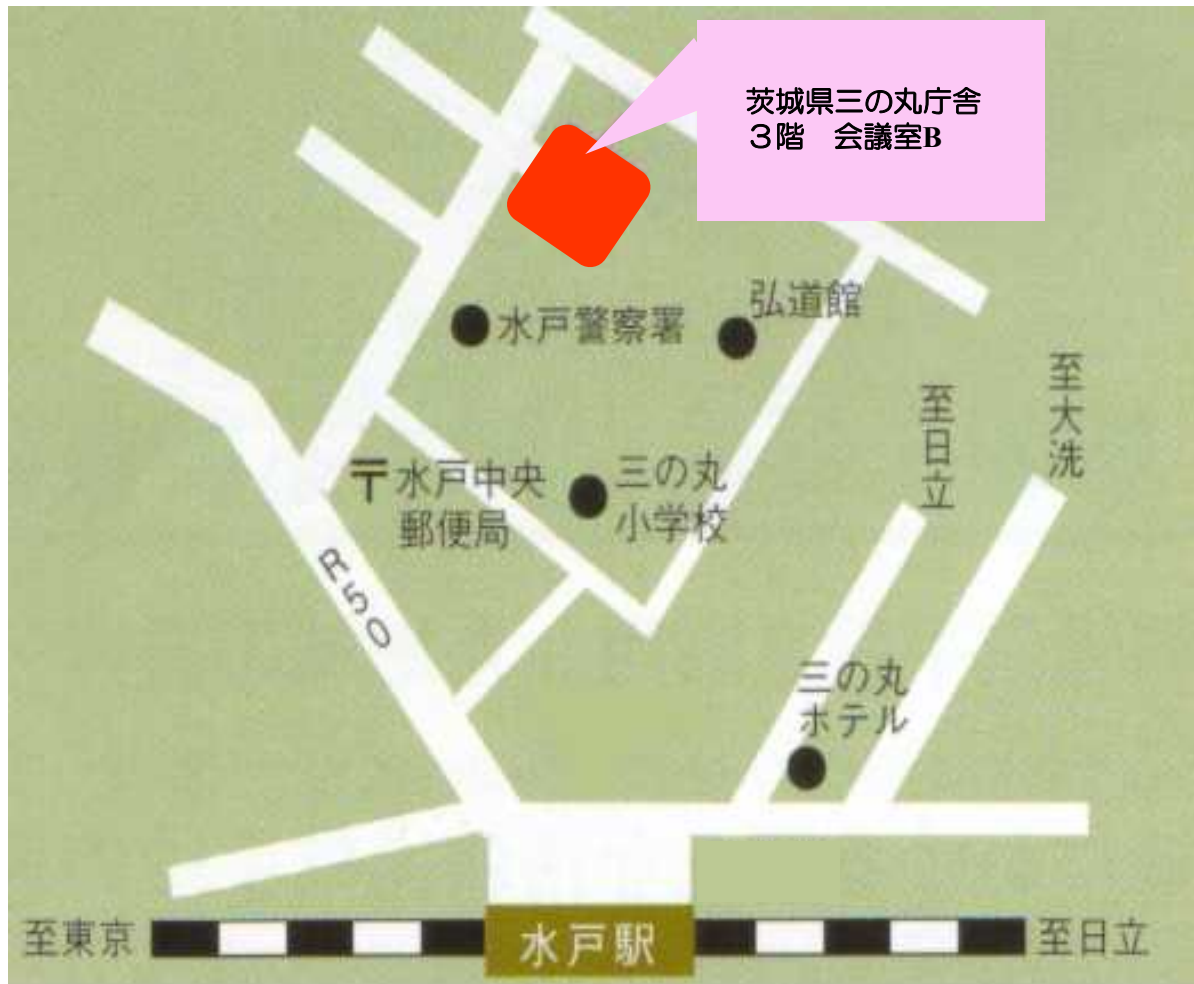 茨城県三の丸庁舎
３階　会議室B
弘道館
水戸警察署
至大洗
至日立
〒水戸中央
郵便局
三の丸
小学校
R50
三の丸
ホテル
至東京
水戸駅
至日立